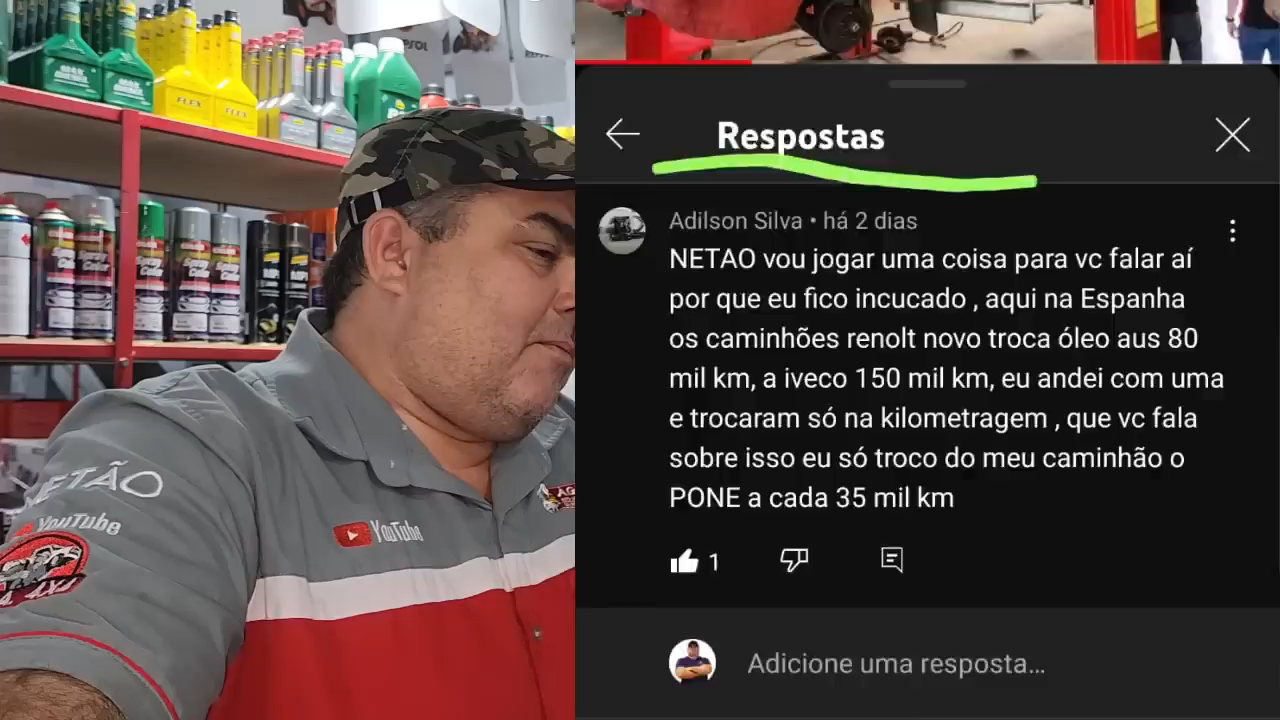 FLEX
FLEX
NETÃO
YouTube
YouTube
4X4
Respostas
Adilson Silva • há 2 dias
NETAO vou jogar uma coisa para vc falar aí
por que eu fico incucado , aqui na Espanha
os caminhões renolt novo troca óleo aus 80
mil km, a iveco 150 mil km, eu andei com uma
e trocaram só na kilometragem , que vc fala
sobre isso eu só troco do meu caminhão o
PONE a cada 35 mil km
1
Adicione uma resposta...